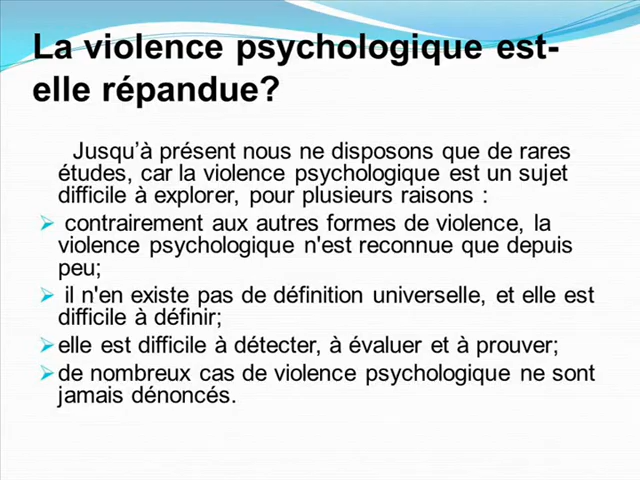 La violence psychologique est-
elle répandue?
Jusqu'à présent nous ne disposons que de rares
études, car la violence psychologique est un sujet
difficile à explorer, pour plusieurs raisons :
contrairement aux autres formes de violence, la
violence psychologique n'est reconnue que depuis
peu;
il n'en existe pas de définition universelle, et elle est
difficile à définir;
elle est difficile à détecter, à évaluer et à prouver;
de nombreux cas de violence psychologique ne sont
jamais dénoncés.